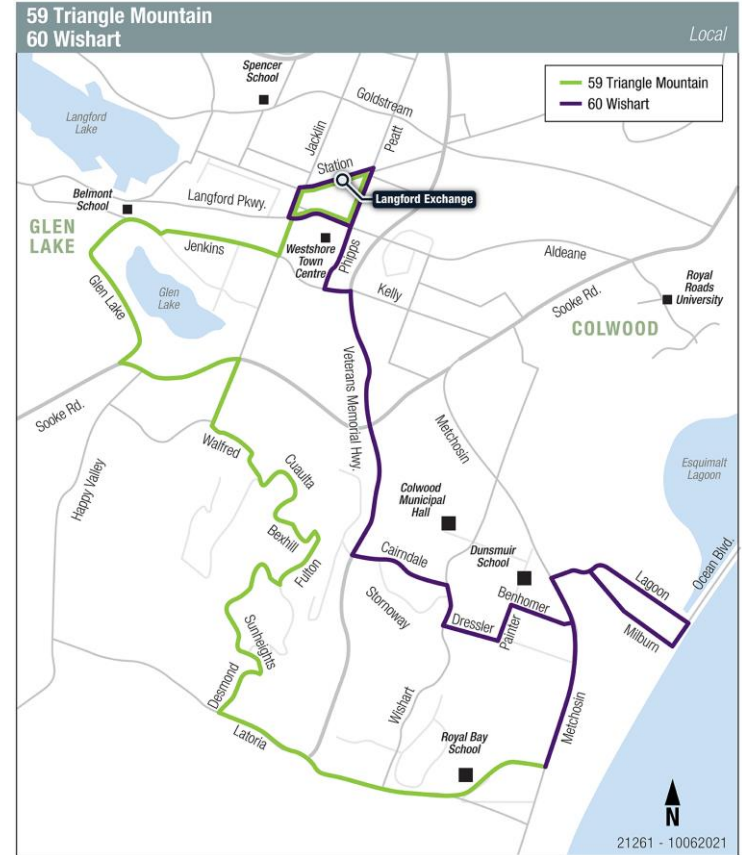 59 Triangle Mountain
60 Wishart
Local
59 Triangle Mountain
60 Wishart
Spencer
School
Goldstream
Langford
Lake
Jacklin
Peatt
Station
Langford Exchange
Belmont
School
Langford Pkwy.
GLEN
LAKE
Jenkins
Westshore
Town
Centre
Phipps
Aldeane
Glen Lake
Glen
Lake
Kelly
Sooke Rd.
Royal
Roads
University
COLWOOD
Veterans Memorial Hwy.
Sooke Rd.
Metchosin
Walfred
Happy Valley
Cuaulta
Colwood
Municipal
Hall
Esquimalt
Lagoon
Bexhill
Fulton
Cairndale
Dunsmuir
School
Ocean Blvd.
Lagoon
Benhomer
Stornoway
Dressler
Painter
Milburn
Sunheights
Desmond
Wishart
Metchosin
Latoria
Royal Bay
School
N
21261 - 10062021